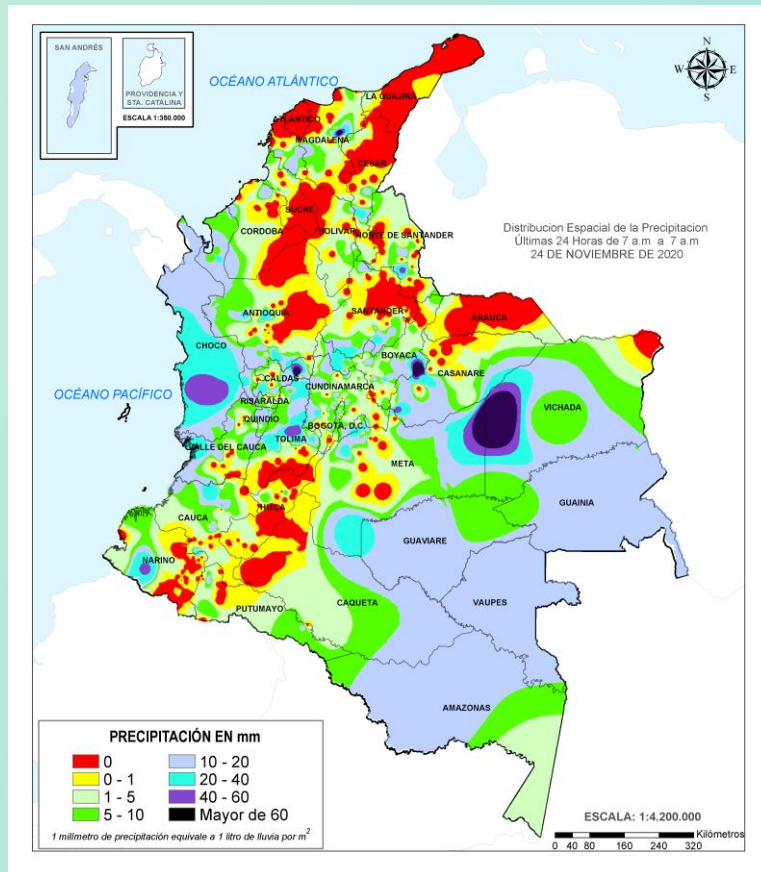 SAN ANDRÉS
PROVIDENCIA Y
STA. CATALINA
ESCALA 1:350.000
OCÉANO ATLÁNTICO
N
W
E
S
LA GUAJIRA
ATLANTICO
MAGDALENA
CESAR
SUCRE
CORDOBA
BOLIVAR
NORTE DE SANTANDER
Distribucion Espacial de la Precipitacion
Últimas 24 Horas de 7 a.m a 7 a.m
24 DE NOVIEMBRE DE 2020
ANTIOQUIA
SANTANDER
ARAUCA
CHOCO
BOYACA
CASANARE
CALDAS
CUNDINAMARCA
OCÉANO PACÍFICO
RISARALDA
VICHADA
QUINDIO
BOGOTA, D.C.
TOLIMA
VALLE DEL CAUCA
META
GUAINIA
HUILA
CAUCA
GUAVIARE
NARIÑO
VAUPES
CAQUETA
PUTUMAYO
AMAZONAS
PRECIPITACIÓN EN mm
0
10 - 20
0 - 1
20 - 40
1 - 5
40 - 60
5 - 10
Mayor de 60
1 milímetro de precipitación equivale a 1 litro de lluvia por m²
ESCALA: 1:4.200.000
Kilómetros
0 40 80 160 240 320